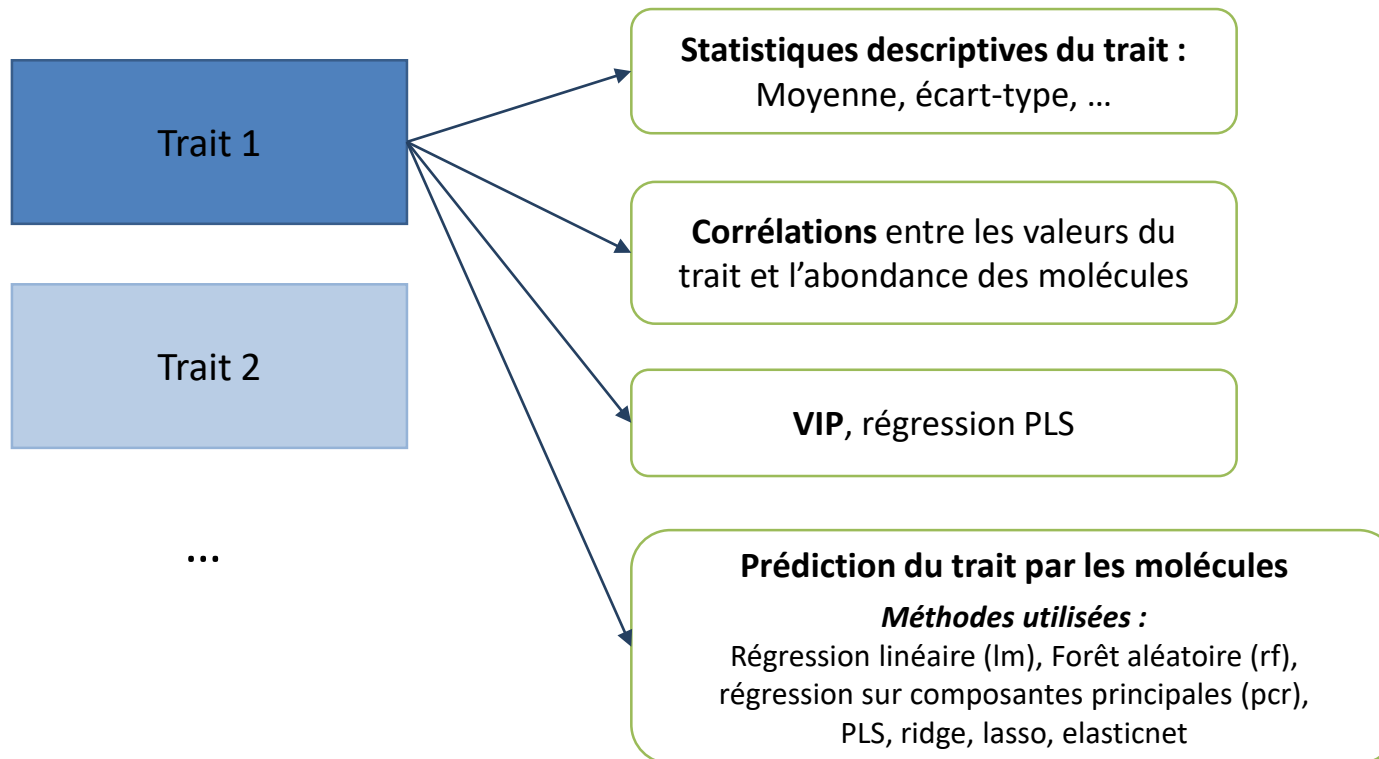 Trait 1
Trait 2
...
Statistiques descriptives du trait :
Moyenne, écart-type, …
Corrélations entre les valeurs du
trait et l’abondance des molécules
VIP, régression PLS
Prédiction du trait par les molécules
Méthodes utilisées :
Régression linéaire (lm), Forêt aléatoire (rf),
régression sur composantes principales (pcr),
PLS, ridge, lasso, elasticnet